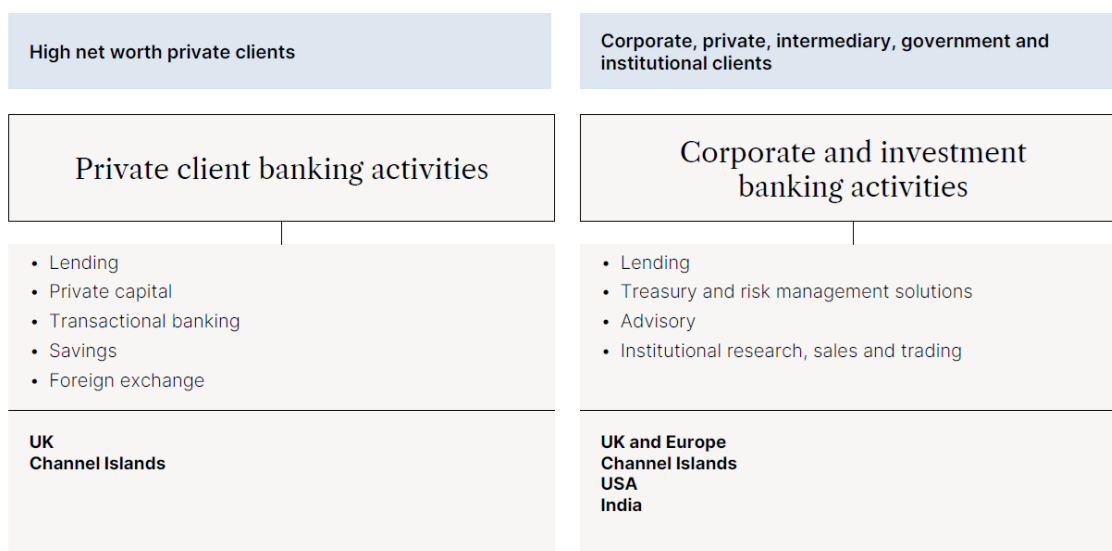 High net worth private clients
Corporate, private, intermediary, government and
institutional clients
Private client banking activities
Corporate and investment
banking activities
• Lending
• Private capital
• Transactional banking
• Savings
• Foreign exchange
• Lending
• Treasury and risk management solutions
• Advisory
• Institutional research, sales and trading
UK
Channel Islands
UK and Europe
Channel Islands
USA
India